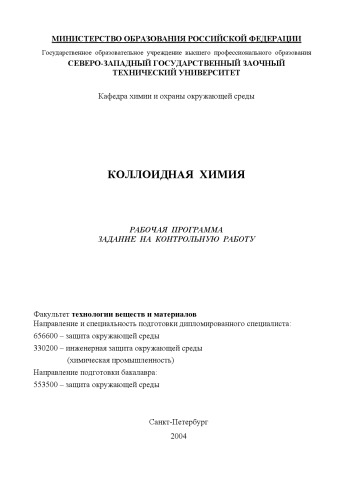 МИНИСТЕРСТВО ОБРАЗОВАНИЯ РОССИЙСКОЙ ФЕДЕРАЦИИ
Государственное образовательное учреждение высшего профессионального образования
СЕВЕРО-ЗАПАДНЫЙ ГОСУДАРСТВЕННЫЙ ЗАОЧНЫЙ
ТЕХНИЧЕСКИЙ УНИВЕРСИТЕТ
Кафедра химии и охраны окружающей среды
КОЛЛОИДНАЯ ХИМИЯ
РАБОЧАЯ ПРОГРАММА
ЗАДАНИЕ НА КОНТРОЛЬНУЮ РАБОТУ
Факультет технологии веществ и материалов
Направление и специальность подготовки дипломированного специалиста:
656600 – защита окружающей среды
330200 – инженерная защита окружающей среды
(химическая промышленность)
Направление подготовки бакалавра:
553500 – защита окружающей среды
Санкт-Петербург
2004